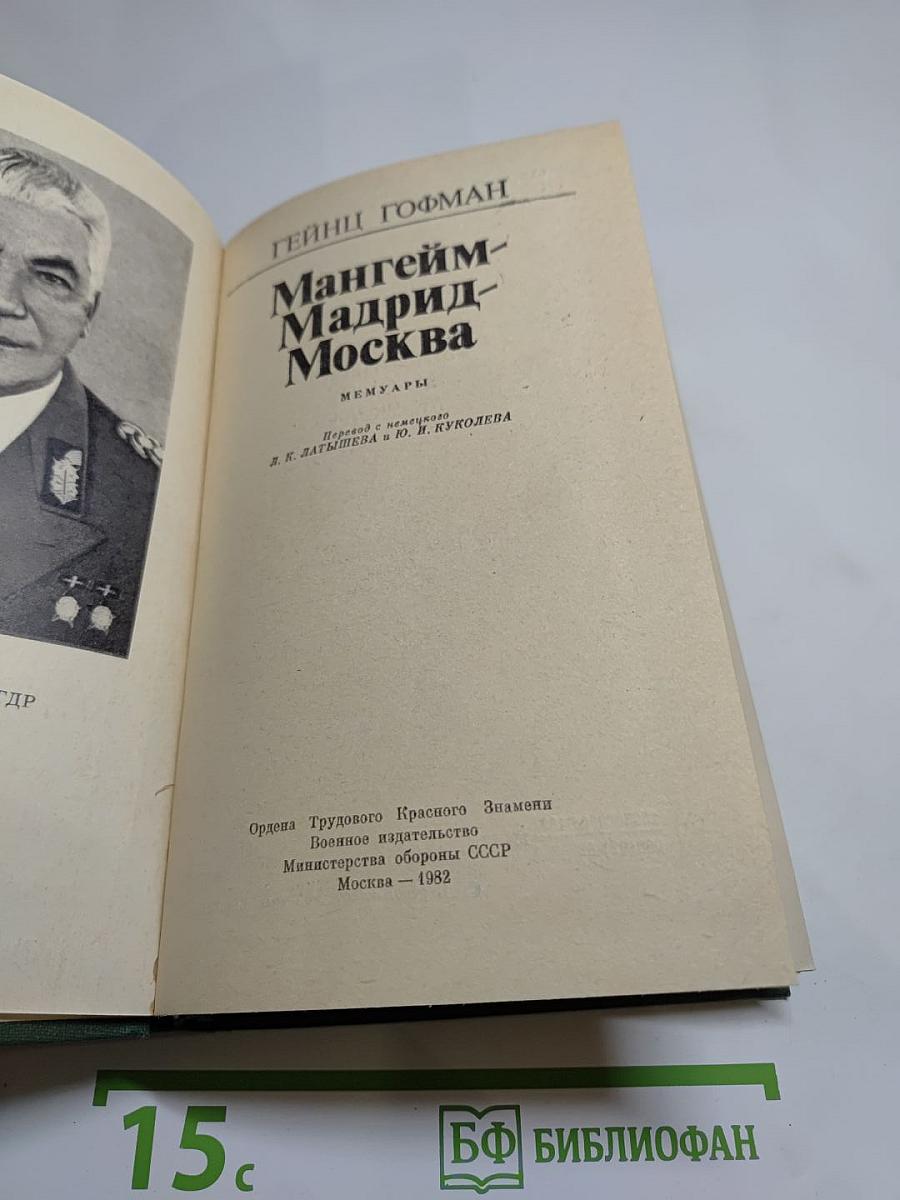 ГДР
ГЕЙНЦ ГОФМАН
Мангейм-
Мадрид-
Москва
МЕМУАРЫ
Перевод с немецкого
Л. К. ЛАТЫШЕВА и Ю. И. КУКОЛЕВА
Ордена Трудового Красного Знамени
Военное издательство
Министерства обороны СССР
Москва — 1982
15 с
БФ БИБЛИОФАН